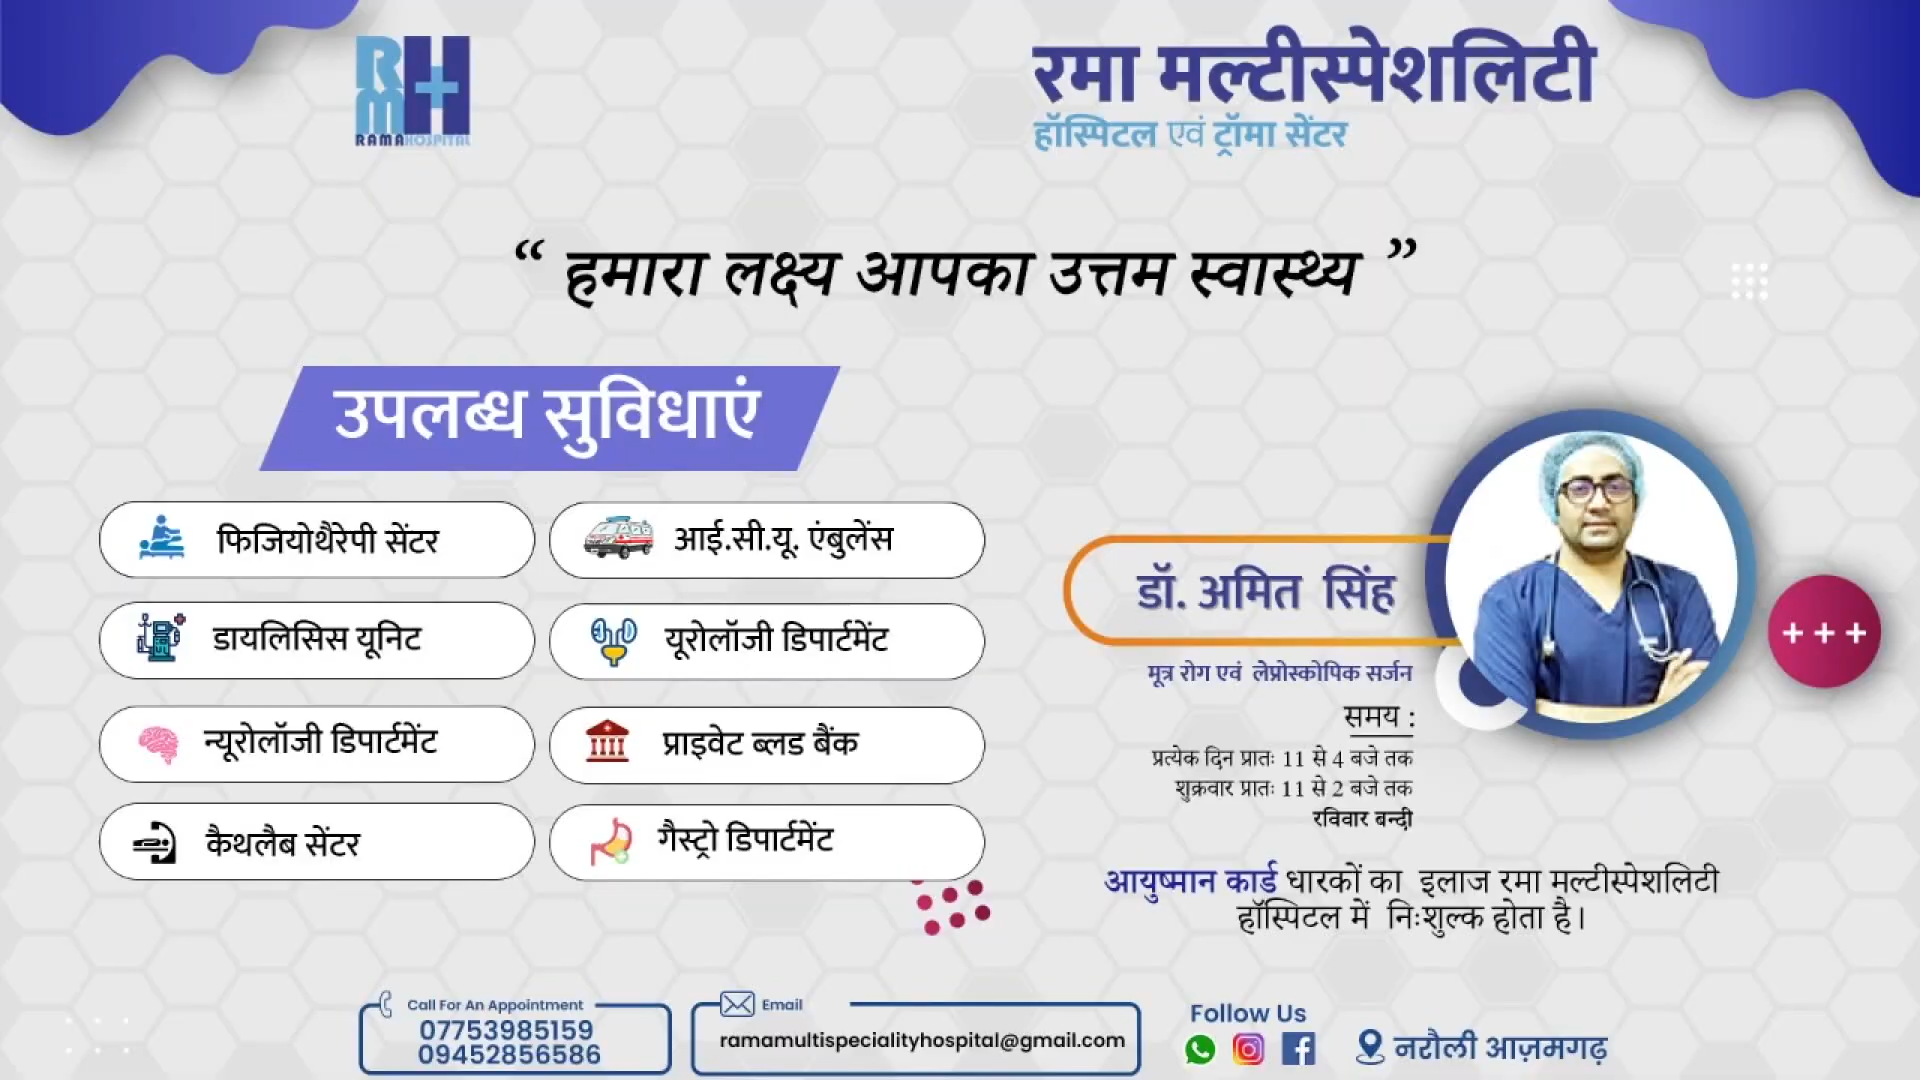 RMH
RAMAHOSPITAL
रमा मल्टीस्पेशलिटी
हॉस्पिटल एवं ट्रॉमा सेंटर
“ हमारा लक्ष्य आपका उत्तम स्वास्थ्य ”
उपलब्ध सुविधाएं
फिजियोथैरेपी सेंटर
आई.सी.यू. एंबुलेंस
डायलिसिस यूनिट
यूरोलॉजी डिपार्टमेंट
न्यूरोलॉजी डिपार्टमेंट
प्राइवेट ब्लड बैंक
कैथलैब सेंटर
गैस्ट्रो डिपार्टमेंट
डॉ. अमित सिंह
मूत्र रोग एवं लेप्रोस्कोपिक सर्जन
समय :
प्रत्येक दिन प्रातः 11 से 4 बजे तक
शुक्रवार प्रातः 11 से 2 बजे तक
रविवार बन्दी
आयुष्मान कार्ड धारकों का इलाज रमा मल्टीस्पेशलिटी
हॉस्पिटल में निःशुल्क होता है।
Call For An Appointment
07753985159
09452856586
Email
ramamultispecialityhospital@gmail.com
Follow Us
नरौली आज़मगढ़